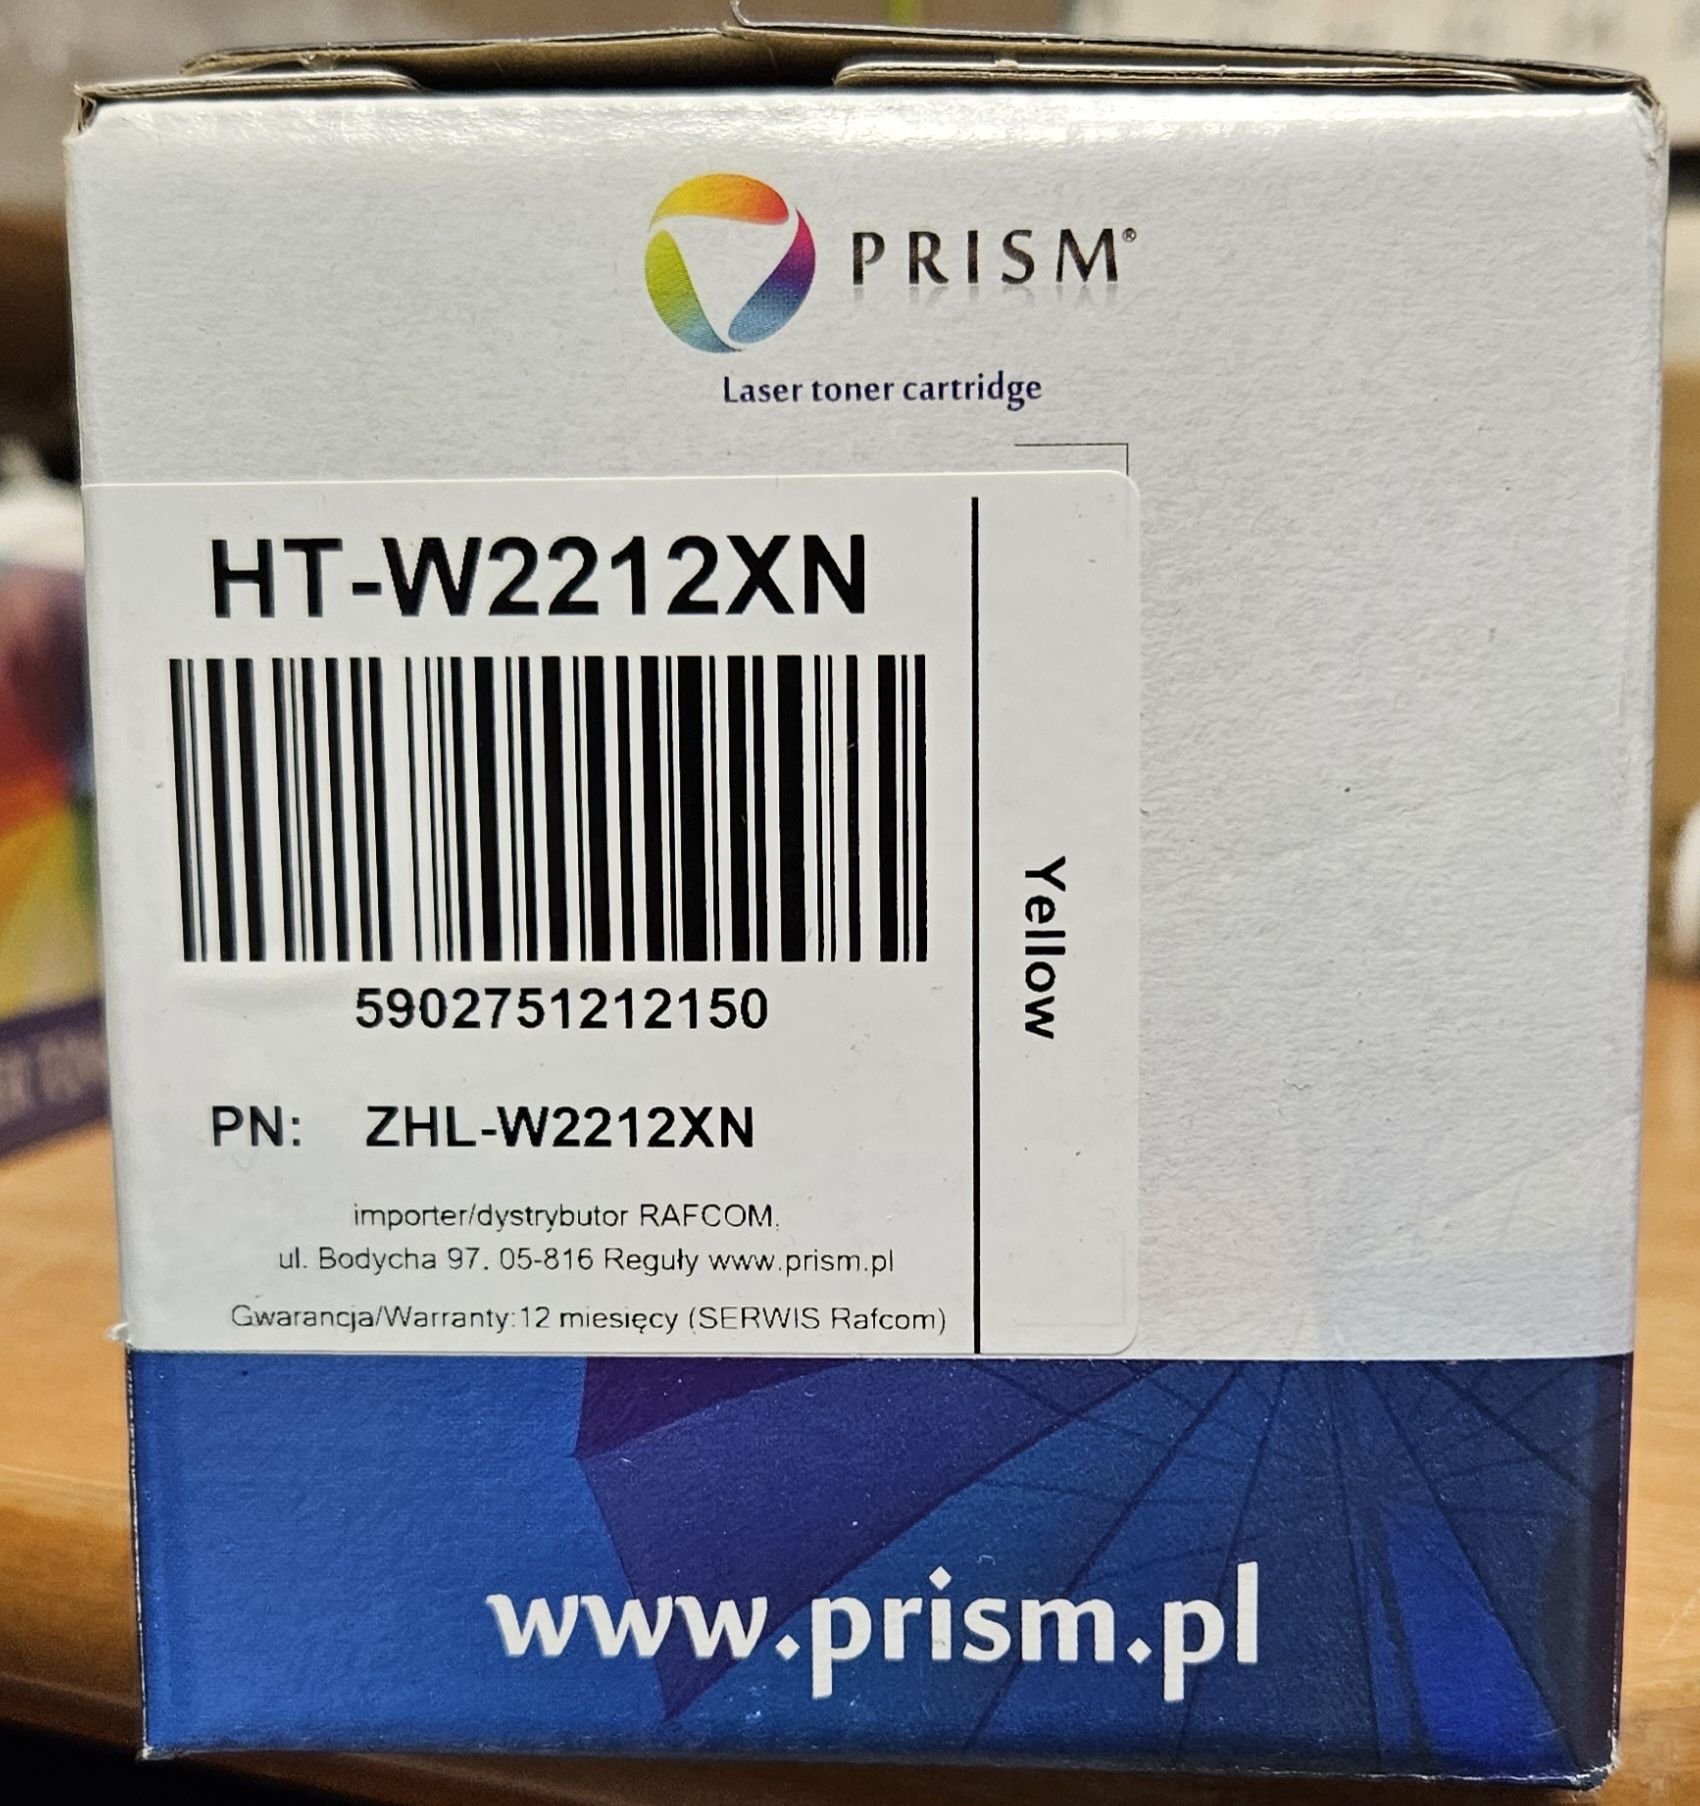 PRISM®
Laser toner cartridge
HT-W2212XN
5902751212150
PN: ZHL-W2212XN
importer/dystrybutor RAFCOM.
ul. Bodycha 97. 05-816 Reguły www.prism.pl
Gwarancja/Warranty:12 miesięcy (SERWIS Rafcom)
Yellow
www.prism.pl